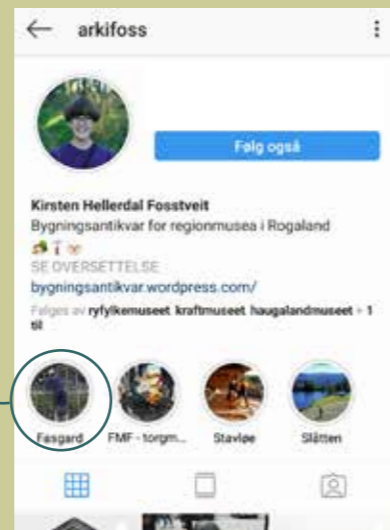 arkifoss
Følg også
Kirsten Hellerdal Fosstveit
Bygningsantikvar for regionmusea i Rogaland
SE OVERSETTELSE
bygningsantikvar.wordpress.com/
Følges av ryfylkemuseet kraftmuseet haugalandmuseet + 1
til
Fasgard FMF - torgm... Stavløe Slåtten